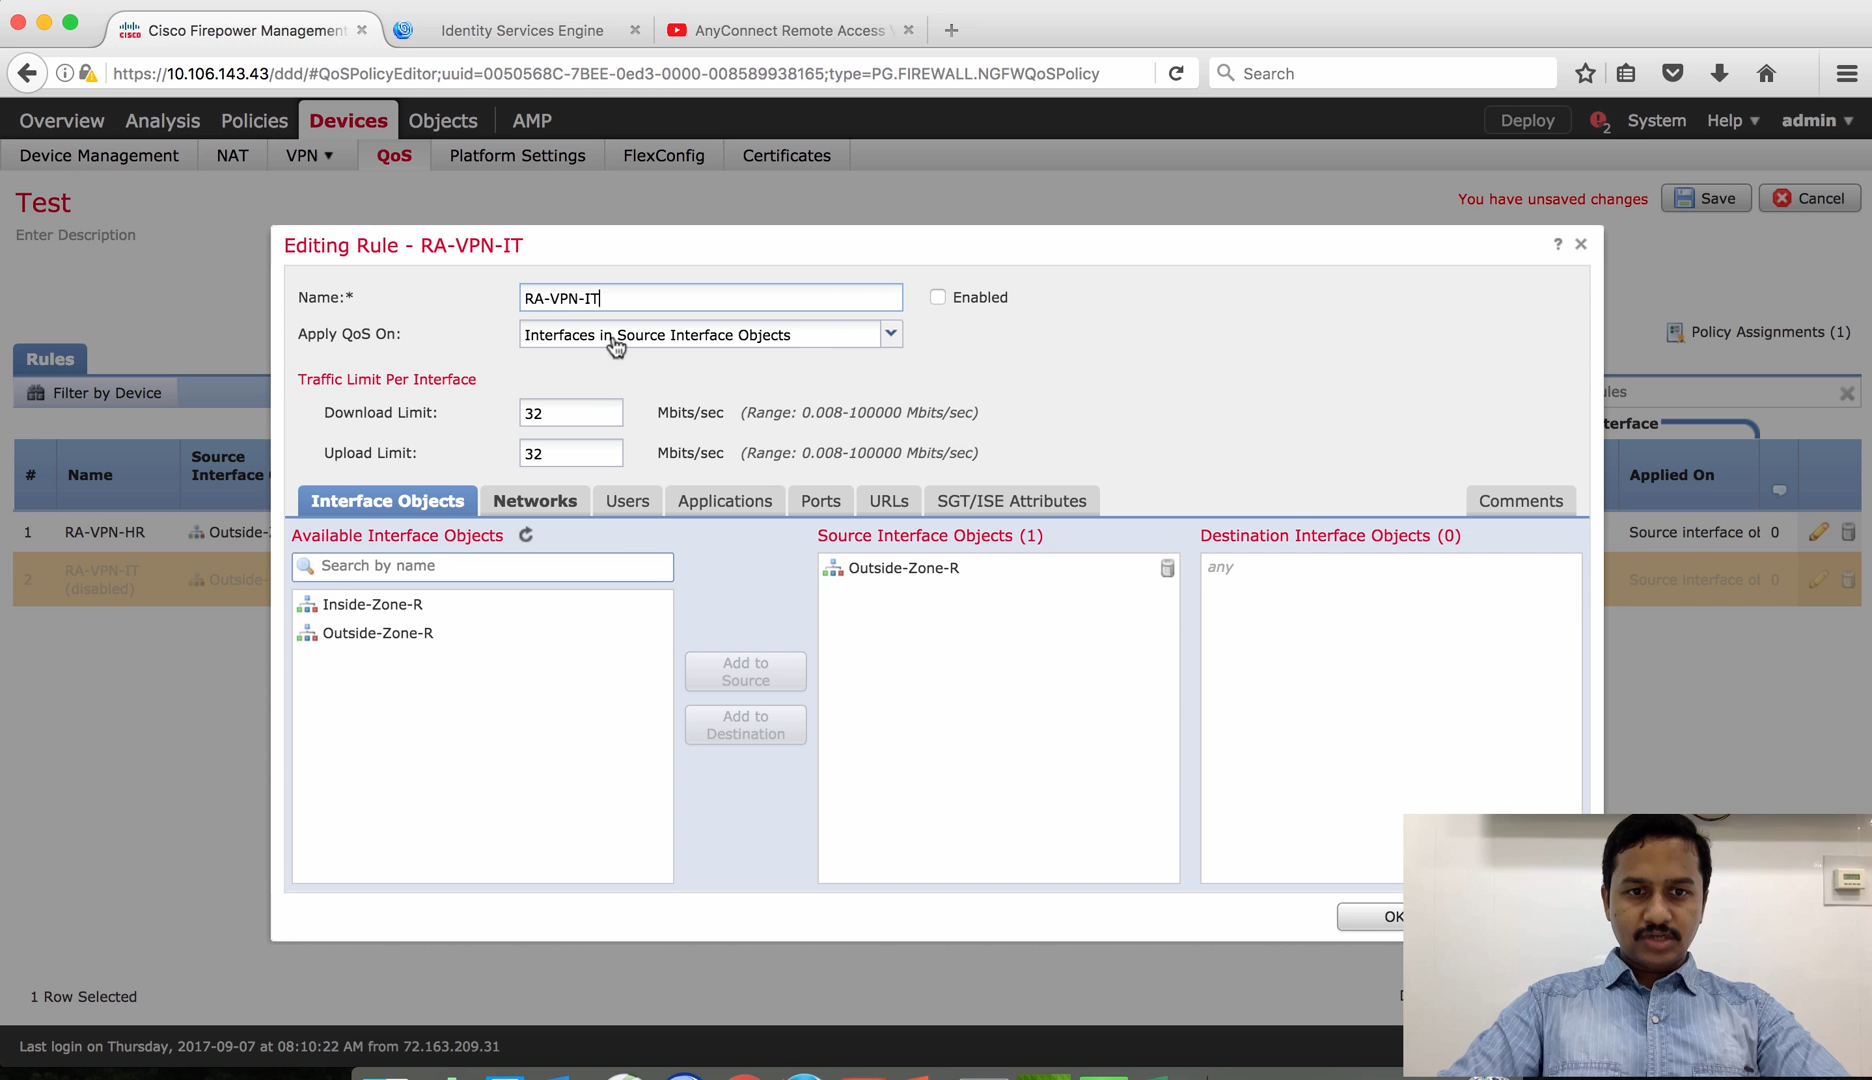 Cisco Firepower Management
Identity Services Engine
AnyConnect Remote Access
https://10.106.143.43/ddd/#QoSPolicyEditor;uuid=0050568C-7BEE-0ed3-0000-008589938165;type=PG.FIREWALL.NGFWQoSPolicy
Search
Overview Analysis Policies Devices Objects AMP
Deploy 2 System Help admin
Device Management NAT VPN QoS Platform Settings FlexConfig Certificates
Test
You have unsaved changes Save Cancel
Enter Description
Editing Rule - RA-VPN-IT ?
Name:* RA-VPN-IT Enabled
Apply QoS On: Interfaces in Source Interface Objects
Policy Assignments (1)
Rules
Traffic Limit Per Interface
Filter by Device
ules
Download Limit: 32 Mbits/sec (Range: 0.008-100000 Mbits/sec)
terface
Upload Limit: 32 Mbits/sec (Range: 0.008-100000 Mbits/sec)
# Name Source Interface Applied On
Interface Objects Networks Users Applications Ports URLs SGT/ISE Attributes Comments
1 RA-VPN-HR Outside- Source interface ol 0
2 RA-VPN-IT (disabled) Outside- Source interface ol 0
Available Interface Objects
Source Interface Objects (1)
Destination Interface Objects (0)
Search by name
Outside-Zone-R
any
Inside-Zone-R
Outside-Zone-R
Add to
Source
Add to
Destination
OK
1 Row Selected
Last login on Thursday, 2017-09-07 at 08:10:22 AM from 72.163.209.31